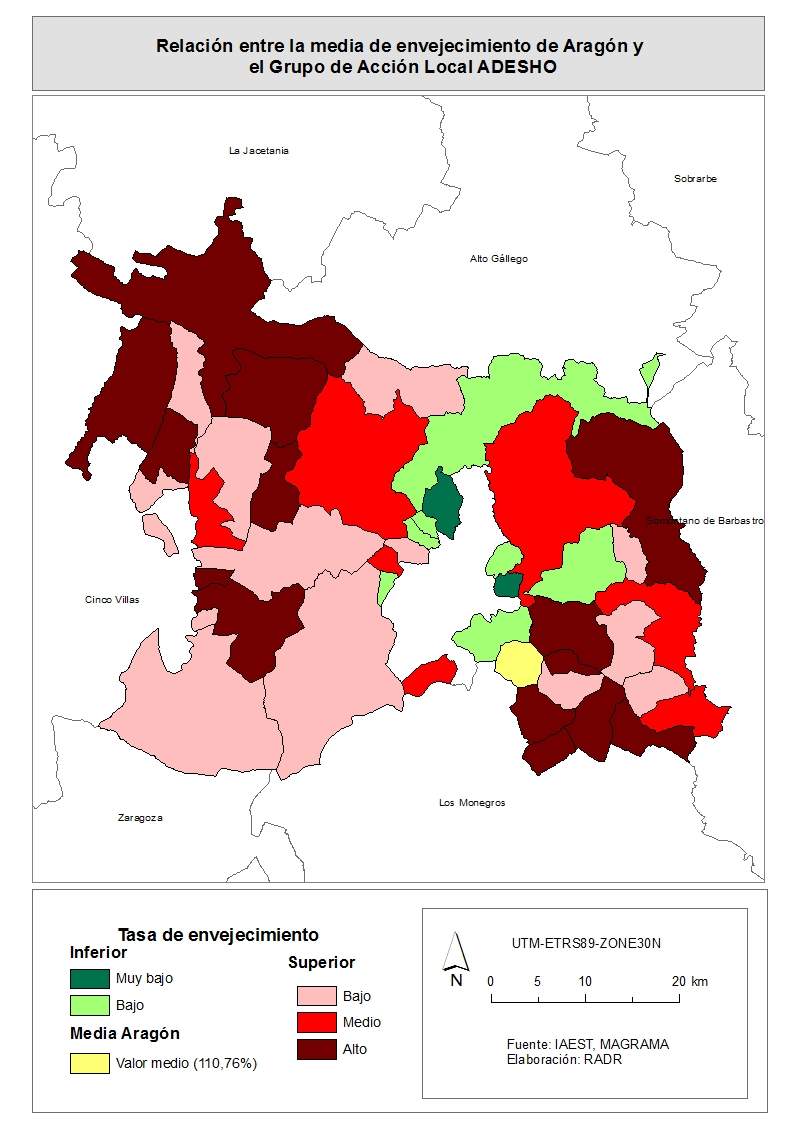 Relación entre la media de envejecimiento de Aragón y
el Grupo de Acción Local ADESHO
La Jacetania
Sobrarbe
Alto Gállego
Somontano de Barbastro
Cinco Villas
Los Monegros
Zaragoza
Tasa de envejecimiento
Inferior
Muy bajo
Bajo
Media Aragón
Valor medio (110,76%)
Superior
Bajo
Medio
Alto
UTM-ETRS89-ZONE30N
N
0 5 10 20 km
Fuente: IAEST, MAGRAMA
Elaboración: RADR